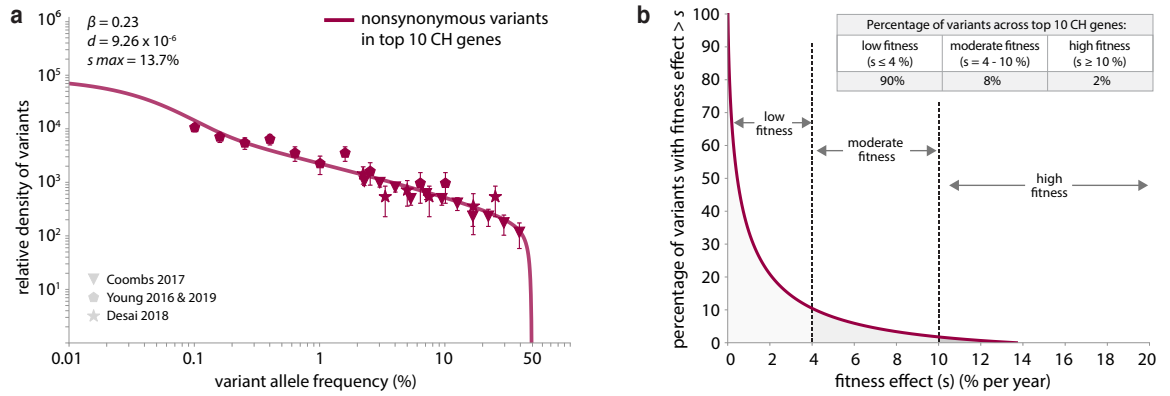 a
β = 0.23
d = 9.26 x 10⁻⁶
s max = 13.7%
nonsynonymous variants
in top 10 CH genes
relative density of variants
10⁶
10⁵
10⁴
10³
10²
10¹
Coombs 2017
Young 2016 & 2019
Desai 2018
0.01 0.1 1 10 50
variant allele frequency (%)
b
percentage of variants with fitness effect > s
100
90
80
70
60
50
40
30
20
10
0
Percentage of variants across top 10 CH genes:
low fitness moderate fitness high fitness
(s ≤ 4 %) (s = 4 - 10 %) (s ≥ 10 %)
90% 8% 2%
low
fitness
moderate
fitness
high
fitness
0 2 4 6 8 10 12 14 16 18 20
fitness effect (s) (% per year)